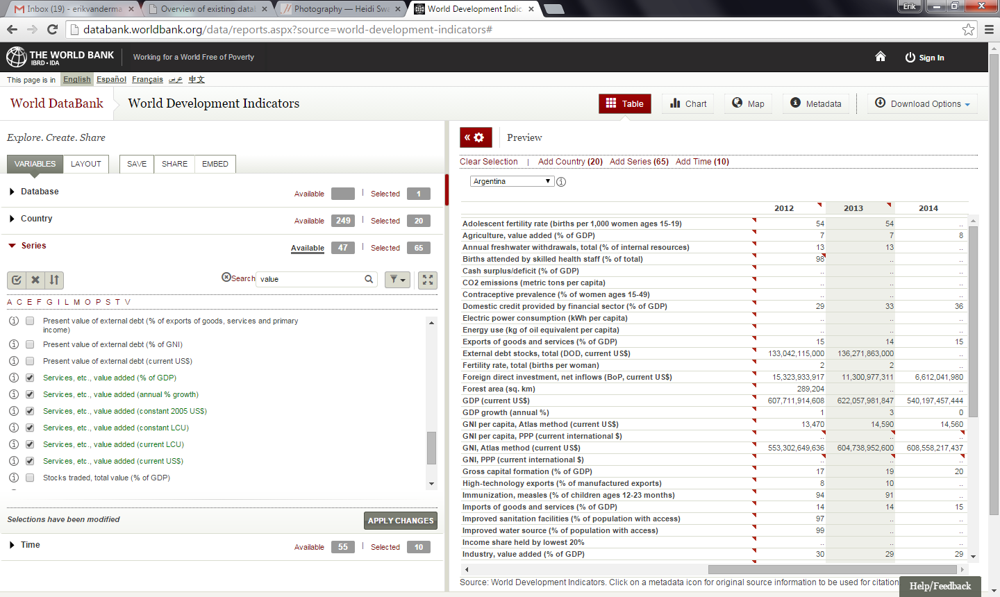 Inbox (19) - erikvanderma
Overview of existing datal
Photography — Heidi Swa
World Development Indic
Erik
databank.worldbank.org/data/reports.aspx?source=world-development-indicators#
THE WORLD BANK
IBRD • IDA
Working for a World Free of Poverty
Sign In
This page is in English Español Français عربي 中文
World DataBank
World Development Indicators
Table
Chart
Map
Metadata
Download Options
Explore. Create. Share
VARIABLES
LAYOUT
SAVE
SHARE
EMBED
Database
Available | Selected 1
Country
Available 249 | Selected 20
Series
Available 47 | Selected 65
Search value
A C E F G I L M O P S T V
Present value of external debt (% of exports of goods, services and primary
income)
Present value of external debt (% of GNI)
Present value of external debt (current US$)
Services, etc., value added (% of GDP)
Services, etc., value added (annual % growth)
Services, etc., value added (constant 2005 US$)
Services, etc., value added (constant LCU)
Services, etc., value added (current LCU)
Services, etc., value added (current US$)
Stocks traded, total value (% of GDP)
Selections have been modified
APPLY CHANGES
Time
Available 55 | Selected 10
Preview
Clear Selection | Add Country (20) Add Series (65) Add Time (10)
Argentina
2012 2013 2014
Adolescent fertility rate (births per 1,000 women ages 15-19) 54 54 ..
Agriculture, value added (% of GDP) 7 7 8
Annual freshwater withdrawals, total (% of internal resources) 13 13 ..
Births attended by skilled health staff (% of total) 98 .. ..
Cash surplus/deficit (% of GDP) .. .. ..
CO2 emissions (metric tons per capita) .. .. ..
Contraceptive prevalence (% of women ages 15-49) .. .. ..
Domestic credit provided by financial sector (% of GDP) 29 33 36
Electric power consumption (kWh per capita) .. .. ..
Energy use (kg of oil equivalent per capita) .. .. ..
Exports of goods and services (% of GDP) 15 14 15
External debt stocks, total (DOD, current US$) 133,042,115,000 136,271,863,000 ..
Fertility rate, total (births per woman) 2 2 ..
Foreign direct investment, net inflows (BoP, current US$) 15,323,933,917 11,300,977,311 6,612,041,980
Forest area (sq. km) 289,204 .. ..
GDP (current US$) 607,711,914,608 622,057,981,847 540,197,457,444
GDP growth (annual %) 1 3 0
GNI per capita, Atlas method (current US$) 13,470 14,590 14,560
GNI per capita, PPP (current international $) .. .. ..
GNI, Atlas method (current US$) 553,302,649,636 604,738,952,600 608,558,217,437
GNI, PPP (current international $) .. .. ..
Gross capital formation (% of GDP) 17 19 20
High-technology exports (% of manufactured exports) 8 10 ..
Immunization, measles (% of children ages 12-23 months) 94 91 ..
Imports of goods and services (% of GDP) 14 14 15
Improved sanitation facilities (% of population with access) 97 .. ..
Improved water source (% of population with access) 99 .. ..
Income share held by lowest 20% .. .. ..
Industry, value added (% of GDP) 30 29 29
Source: World Development Indicators. Click on a metadata icon for original source information to be used for citation
Help/Feedback